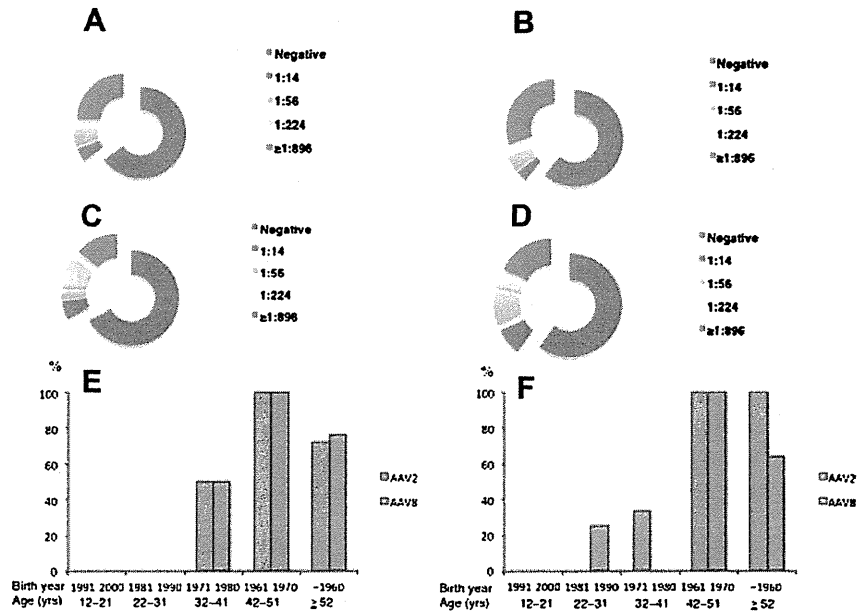 A
Negative
1:14
1:56
1:224
≥1:896
B
Negative
1:14
1:56
1:224
≥1:896
C
Negative
1:14
1:56
1:224
≥1:896
D
Negative
1:14
1:56
1:224
≥1:896
E
%
100
80
60
40
20
0
AAV2
AAV8
Birth year 1991 2000 1981 1990 1971 1980 1961 1970 ~1960
Age (yrs) 12–21 22–31 32–41 42–51 ≥52
F
%
100
80
60
40
20
0
AAV2
AAV8
Birth year 1991 2000 1981 1990 1971 1980 1961 1970 ~1960
Age (yrs) 12–21 22–31 32–41 42–51 ≥52